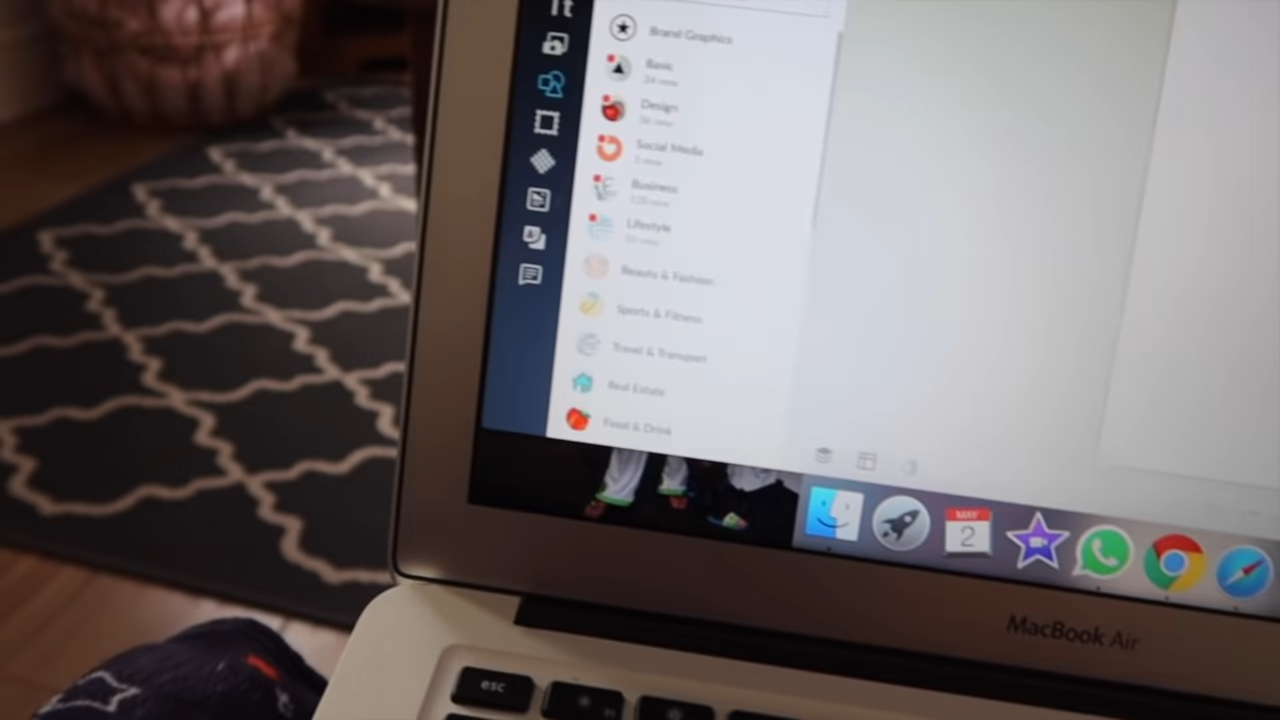 Tt
Brand Graphics
Basic
Design
Social Media
Business
Lifestyle
Beauty & Fashion
Sports & Fitness
Travel & Transport
Real Estate
Food & Drink
MAY
2
MacBook Air
esc